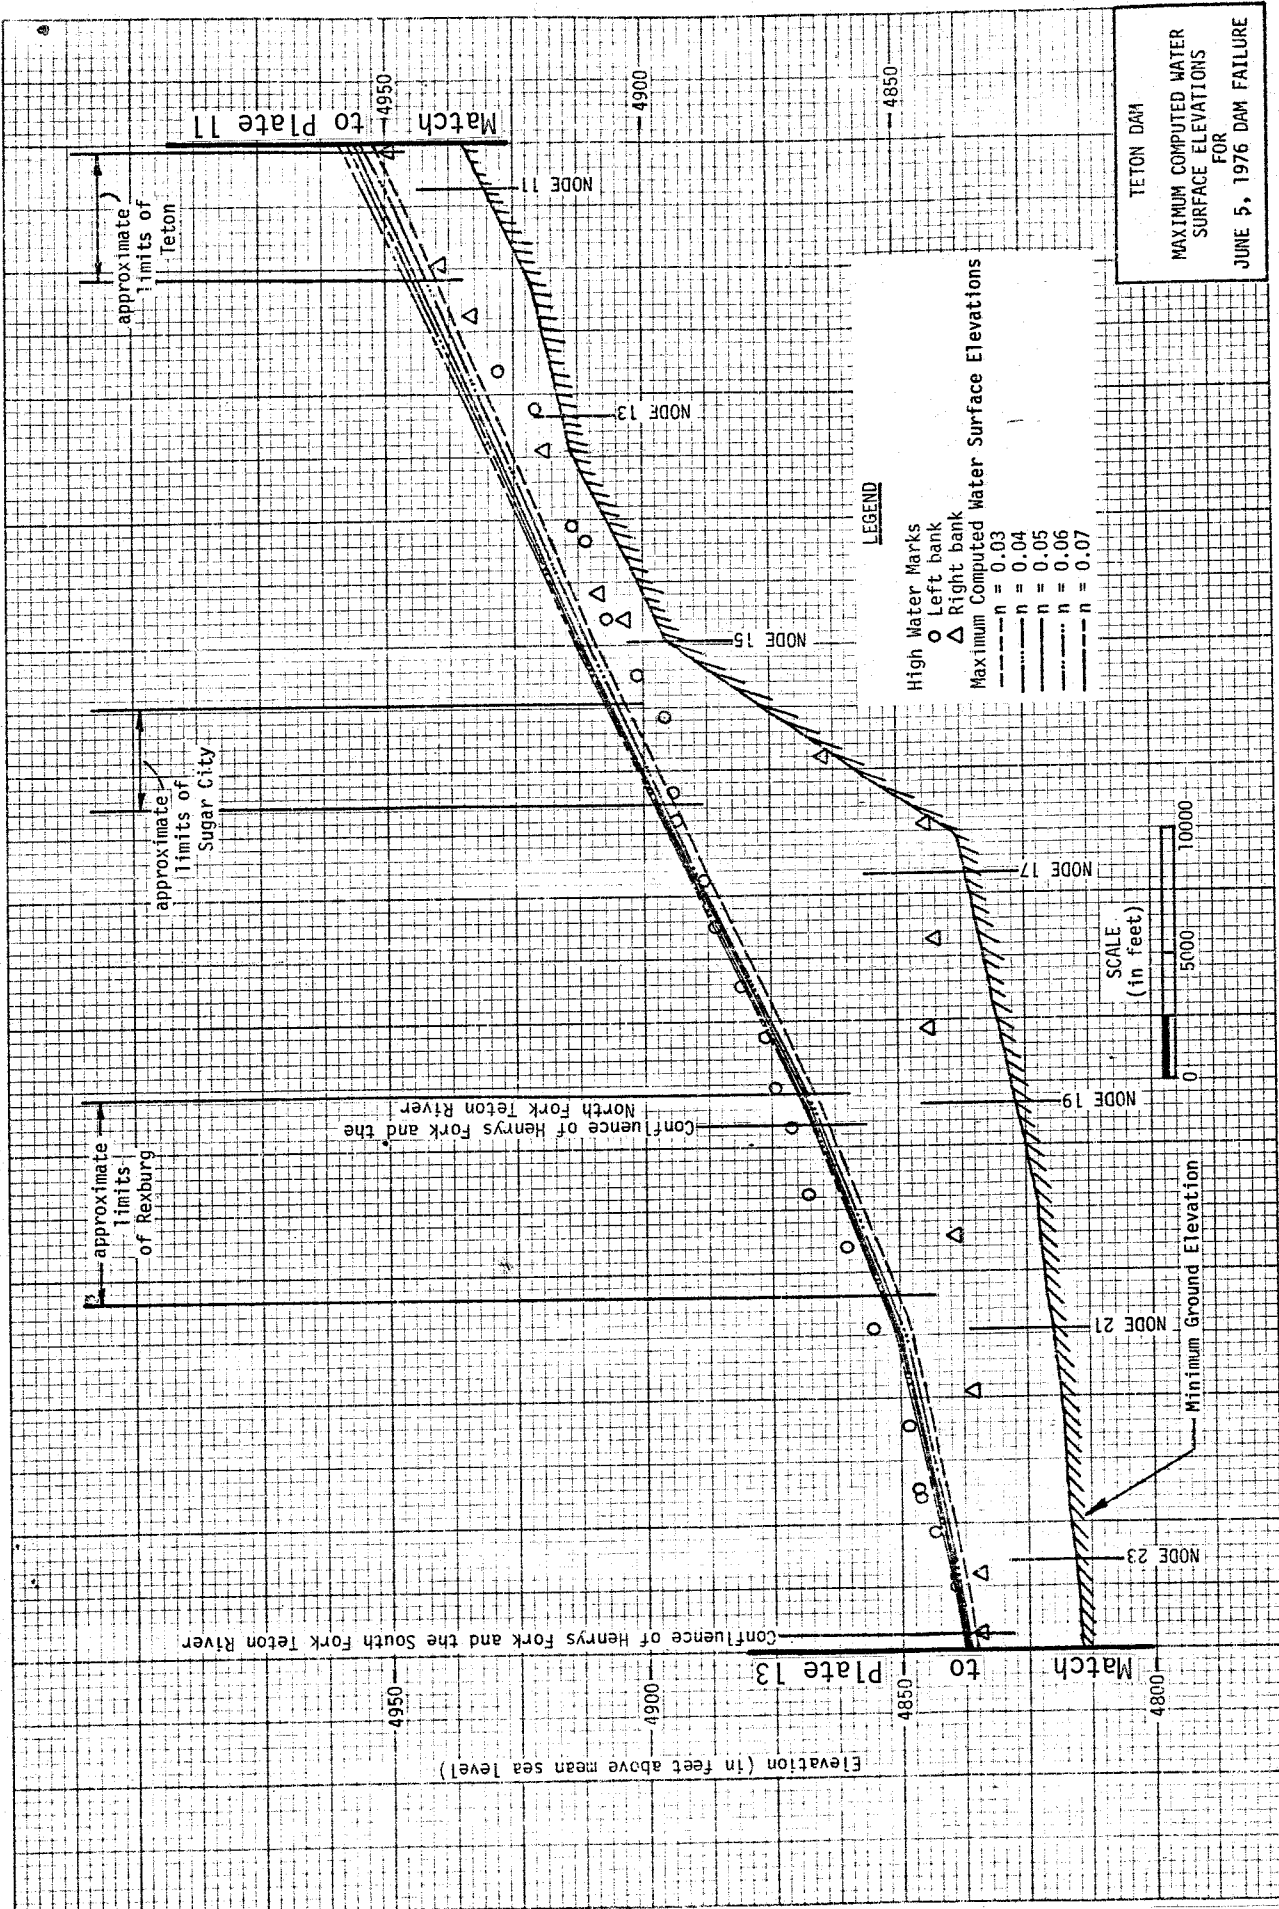 TETON DAM
MAXIMUM COMPUTED WATER
SURFACE ELEVATIONS
FOR
JUNE 5, 1976 DAM FAILURE
Match
to Plate 11
approximate
limits of
Teton
approximate
limits of
Sugar City
approximate
limits
of Rexburg
4950
4900
4850
NODE 11
NODE 13
NODE 15
NODE 17
NODE 19
NODE 21
NODE 23
Confluence of Henrys Fork and the
North Fork Teton River
Confluence of Henrys Fork and the South Fork Teton River
LEGEND
High Water Marks
Left bank
Right bank
Maximum Computed Water Surface Elevations
n = 0.03
n = 0.04
n = 0.05
n = 0.06
n = 0.07
SCALE
(in feet)
0 5000 10000
Minimum Ground Elevation
Match
to
Plate 13
4950
4900
4850
4800
Elevation (in feet above mean sea level)